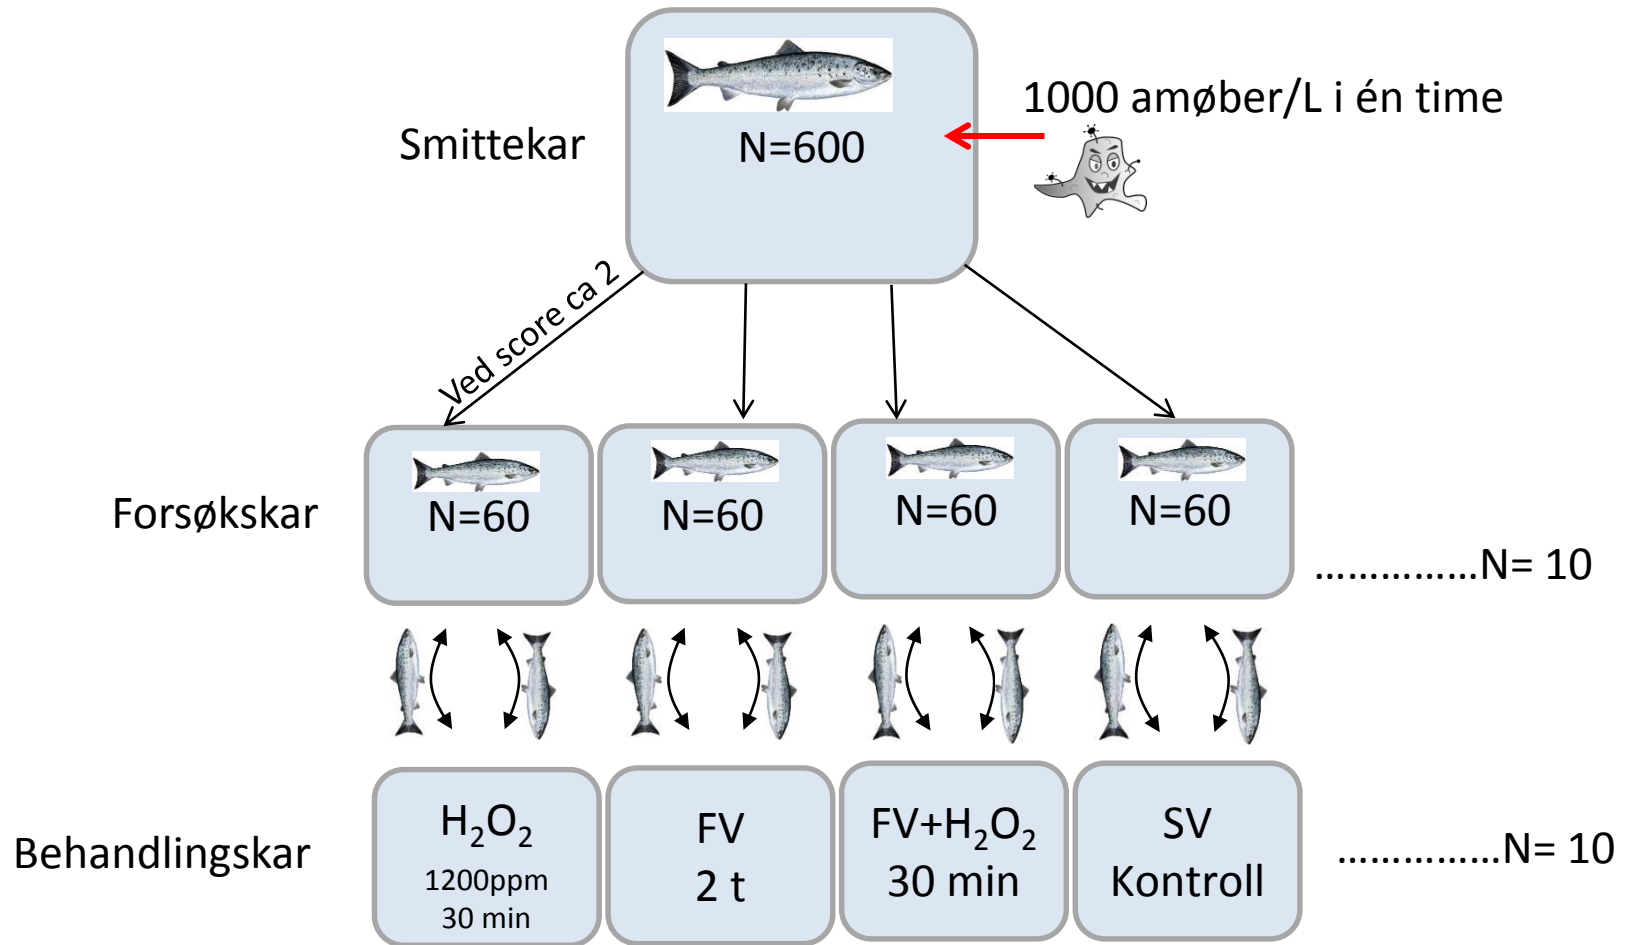 1000 amøber/L i én time
Smittekar
N=600
Ved score ca 2
Forsøkskar
N=60
N=60
N=60
N=60
……………N= 10
Behandlingskar
H₂O₂
1200ppm
30 min
FV
2 t
FV+H₂O₂
30 min
SV
Kontroll
……………N= 10